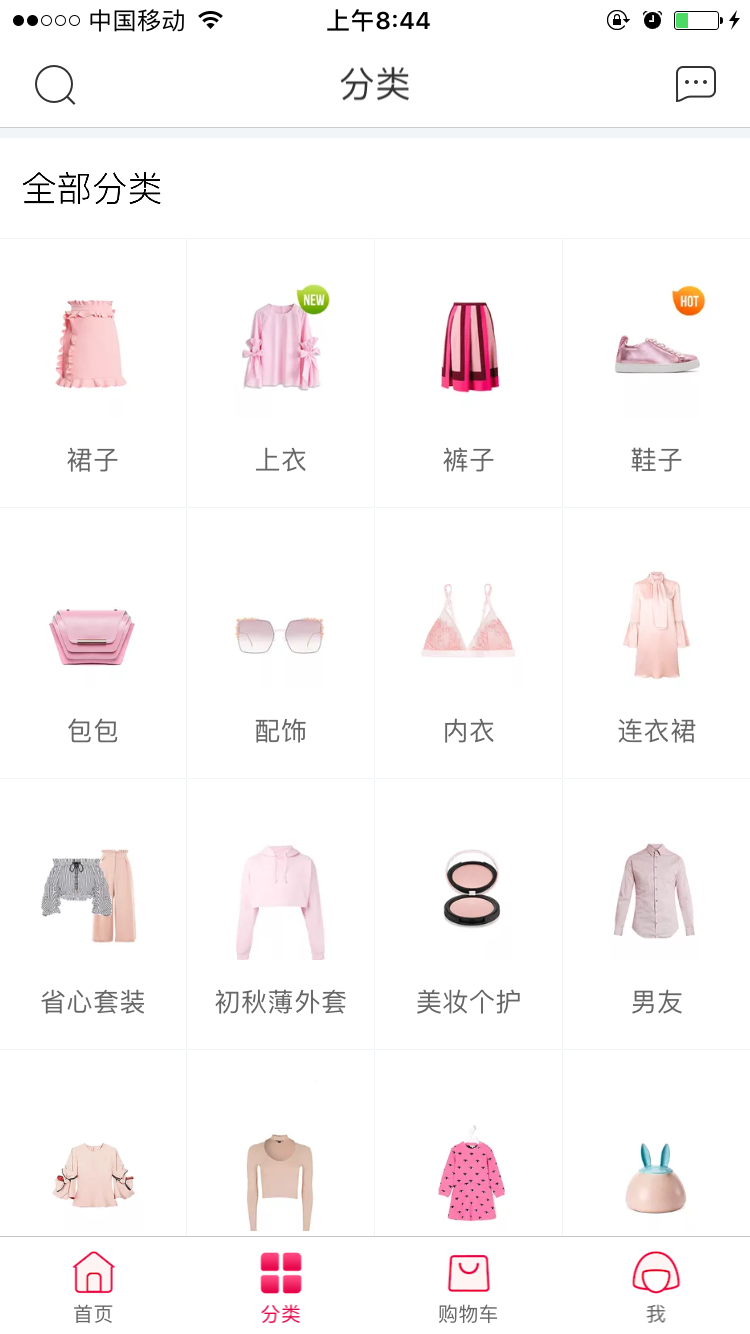 中国移动 上午8:44
分类
全部分类
NEW HOT
裙子 上衣 裤子 鞋子
包包 配饰 内衣 连衣裙
省心套装 初秋薄外套 美妆个护 男友
首页 分类 购物车 我